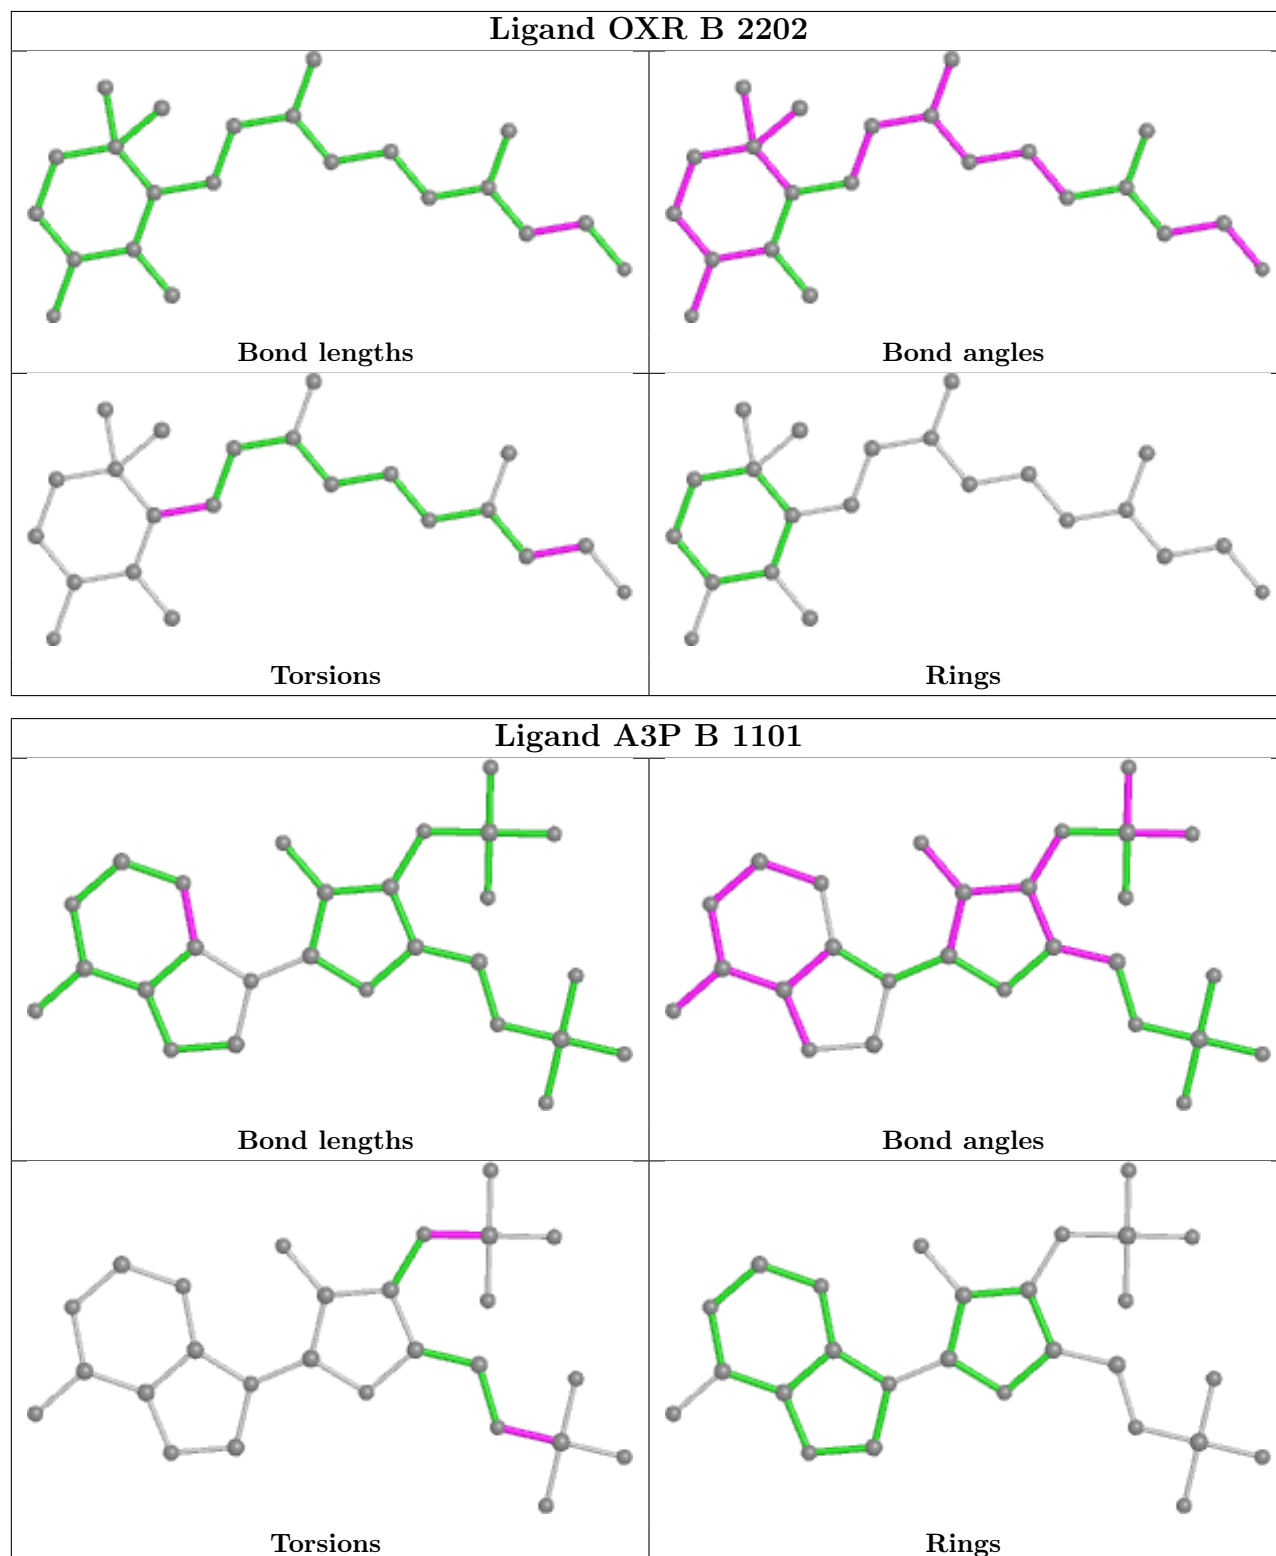 Ligand OXR B 2202
Bond lengths
Bond angles
Torsions
Rings
Ligand A3P B 1101
Bond lengths
Bond angles
Torsions
Rings